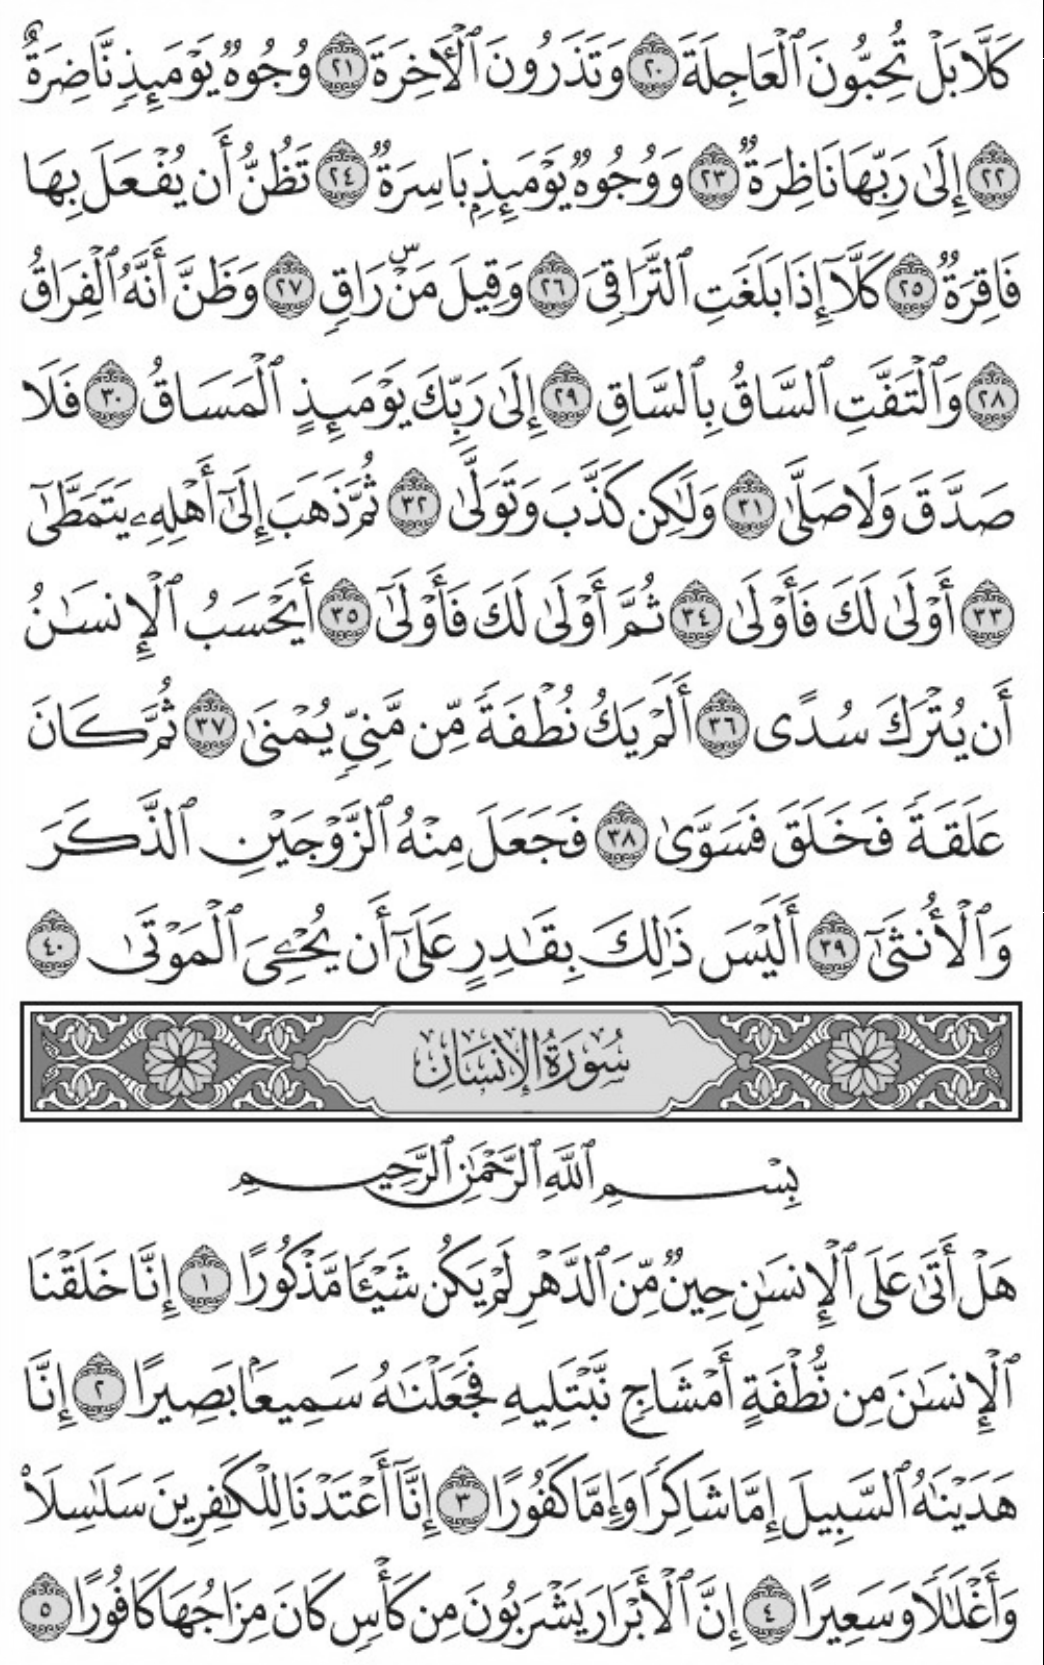 كَلَّا بَلۡ تُحِبُّونَ ٱلۡعَاجِلَةَ ٢٠ وَتَذَرُونَ ٱلۡأٓخِرَةَ ٢١ وُجُوهٞ يَوۡمَئِذٖ نَّاضِرَةٌ
٢٢ إِلَىٰ رَبِّهَا نَاظِرَةٞ ٢٣ وَوُجُوهٞ يَوۡمَئِذِۭ بَاسِرَةٞ ٢٤ تَظُنُّ أَن يُفۡعَلَ بِهَا
فَاقِرَةٞ ٢٥ كَلَّآ إِذَا بَلَغَتِ ٱلتَّرَاقِيَ ٢٦ وَقِيلَ مَنۡۜ رَاقٖ ٢٧ وَظَنَّ أَنَّهُ ٱلۡفِرَاقُ
٢٨ وَٱلۡتَفَّتِ ٱلسَّاقُ بِٱلسَّاقِ ٢٩ إِلَىٰ رَبِّكَ يَوۡمَئِذٍ ٱلۡمَسَاقُ ٣٠ فَلَا
صَدَّقَ وَلَا صَلَّىٰ ٣١ وَلَٰكِن كَذَّبَ وَتَوَلَّىٰ ٣٢ ثُمَّ ذَهَبَ إِلَىٰٓ أَهۡلِهِۦ يَتَمَطَّىٰٓ
٣٣ أَوۡلَىٰ لَكَ فَأَوۡلَىٰ ٣٤ ثُمَّ أَوۡلَىٰ لَكَ فَأَوۡلَىٰٓ ٣٥ أَيَحۡسَبُ ٱلۡإِنسَٰنُ
أَن يُتۡرَكَ سُدًى ٣٦ أَلَمۡ يَكُ نُطۡفَةٗ مِّن مَّنِيّٖ يُمۡنَىٰ ٣٧ ثُمَّ كَانَ
عَلَقَةٗ فَخَلَقَ فَسَوَّىٰ ٣٨ فَجَعَلَ مِنۡهُ ٱلزَّوۡجَيۡنِ ٱلذَّكَرَ
وَٱلۡأُنثَىٰٓ ٣٩ أَلَيۡسَ ذَٰلِكَ بِقَٰدِرٍ عَلَىٰٓ أَن يُحۡـِۧيَ ٱلۡمَوۡتَىٰ ٤٠
سُورَةُ الإِنسَانِ
بِسۡمِ ٱللَّهِ ٱلرَّحۡمَٰنِ ٱلرَّحِيمِ
هَلۡ أَتَىٰ عَلَى ٱلۡإِنسَٰنِ حِينٞ مِّنَ ٱلدَّهۡرِ لَمۡ يَكُن شَيۡـٔٗا مَّذۡكُورًا ١ إِنَّا خَلَقۡنَا
ٱلۡإِنسَٰنَ مِن نُّطۡفَةٍ أَمۡشَاجٖ نَّبۡتَلِيهِ فَجَعَلۡنَٰهُ سَمِيعَۢا بَصِيرًا ٢ إِنَّا
هَدَيۡنَٰهُ ٱلسَّبِيلَ إِمَّا شَاكِرٗا وَإِمَّا كَفُورًا ٣ إِنَّآ أَعۡتَدۡنَا لِلۡكَٰفِرِينَ سَلَٰسِلَاْ
وَأَغۡلَٰلٗا وَسَعِيرًا ٤ إِنَّ ٱلۡأَبۡرَارَ يَشۡرَبُونَ مِن كَأۡسٖ كَانَ مِزَاجُهَا كَافُورًا ٥